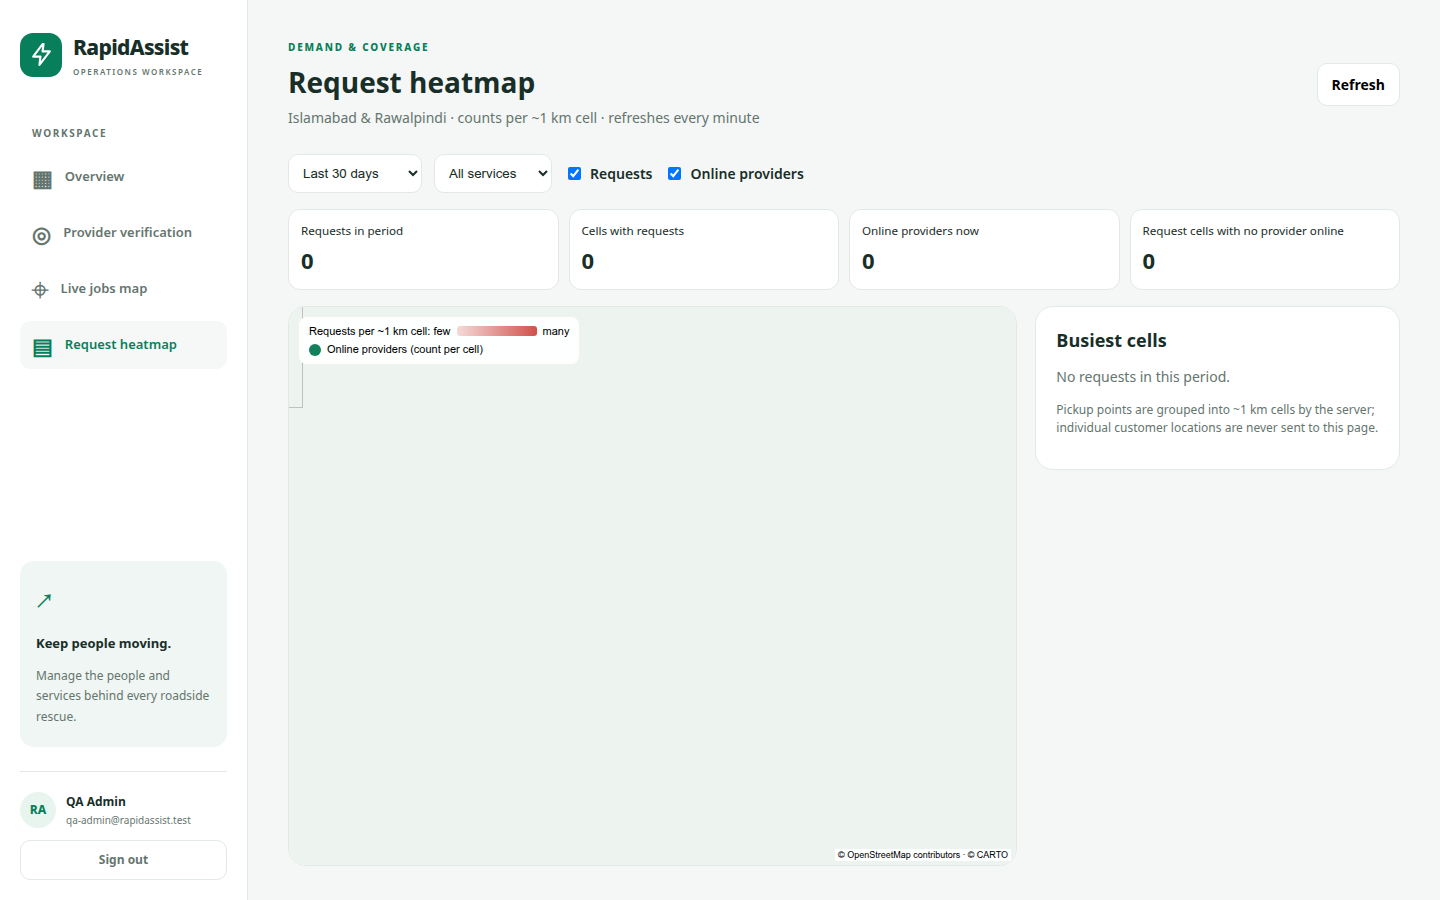 RapidAssist
OPERATIONS WORKSPACE
WORKSPACE
Overview
Provider verification
Live jobs map
Request heatmap
Keep people moving.
Manage the people and
services behind every roadside
rescue.
RA
QA Admin
qa-admin@rapidassist.test
Sign out
DEMAND & COVERAGE
Request heatmap
Islamabad & Rawalpindi · counts per ~1 km cell · refreshes every minute
Refresh
Last 30 days
All services
Requests
Online providers
Requests in period
0
Cells with requests
0
Online providers now
0
Request cells with no provider online
0
Requests per ~1 km cell: few many
Online providers (count per cell)
© OpenStreetMap contributors · © CARTO
Busiest cells
No requests in this period.
Pickup points are grouped into ~1 km cells by the server;
individual customer locations are never sent to this page.